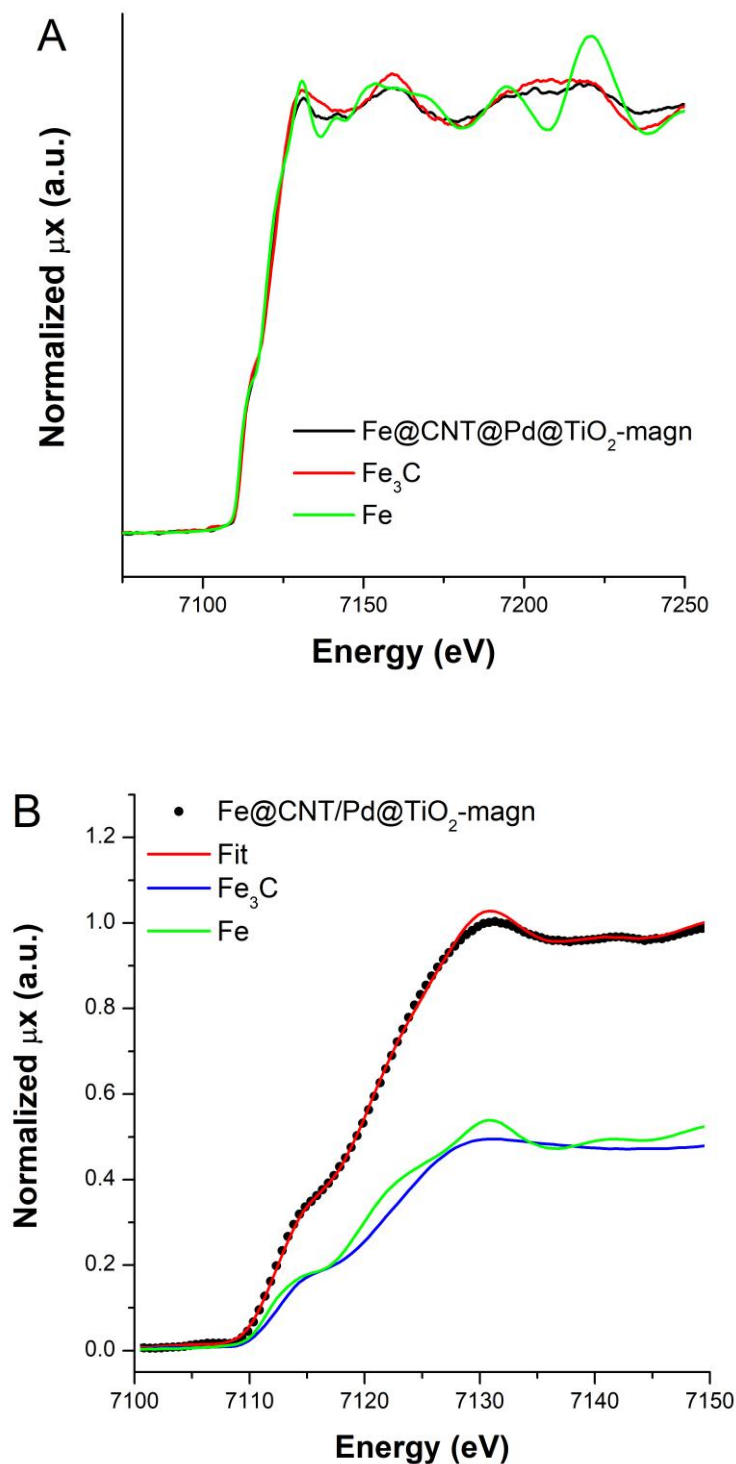 A
Normalized μx (a.u.)
Fe@CNT@Pd@TiO₂-magn
Fe₃C
Fe
7100 7150 7200 7250
Energy (eV)
B
Fe@CNT/Pd@TiO₂-magn
Fit
Fe₃C
Fe
Normalized μx (a.u.)
1.2
1.0
0.8
0.6
0.4
0.2
0.0
7100 7110 7120 7130 7140 7150
Energy (eV)